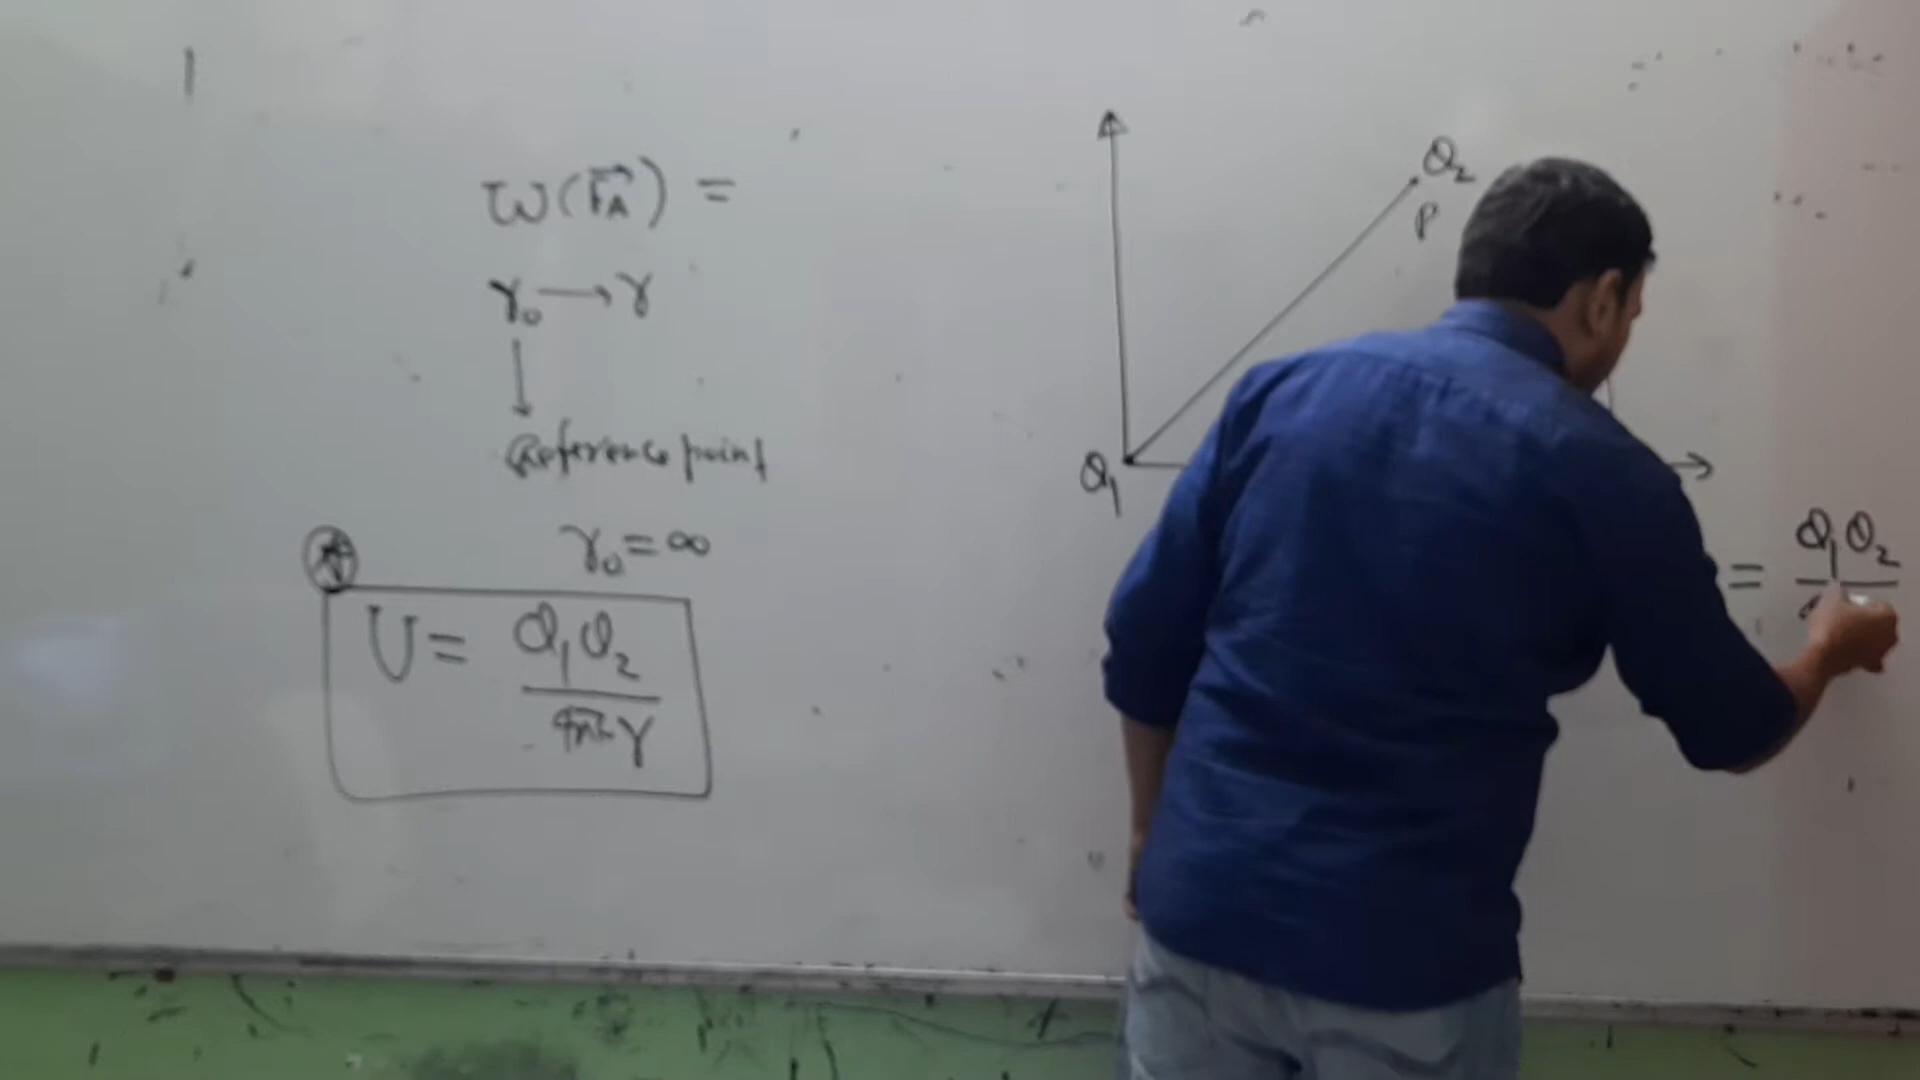 W(F⃗A) =
r₀ → r
↓
Reference point
r₀ = ∞
U = Q₁Q₂ / 4πε r
Q₂
P
Q₁
= Q₁Q₂